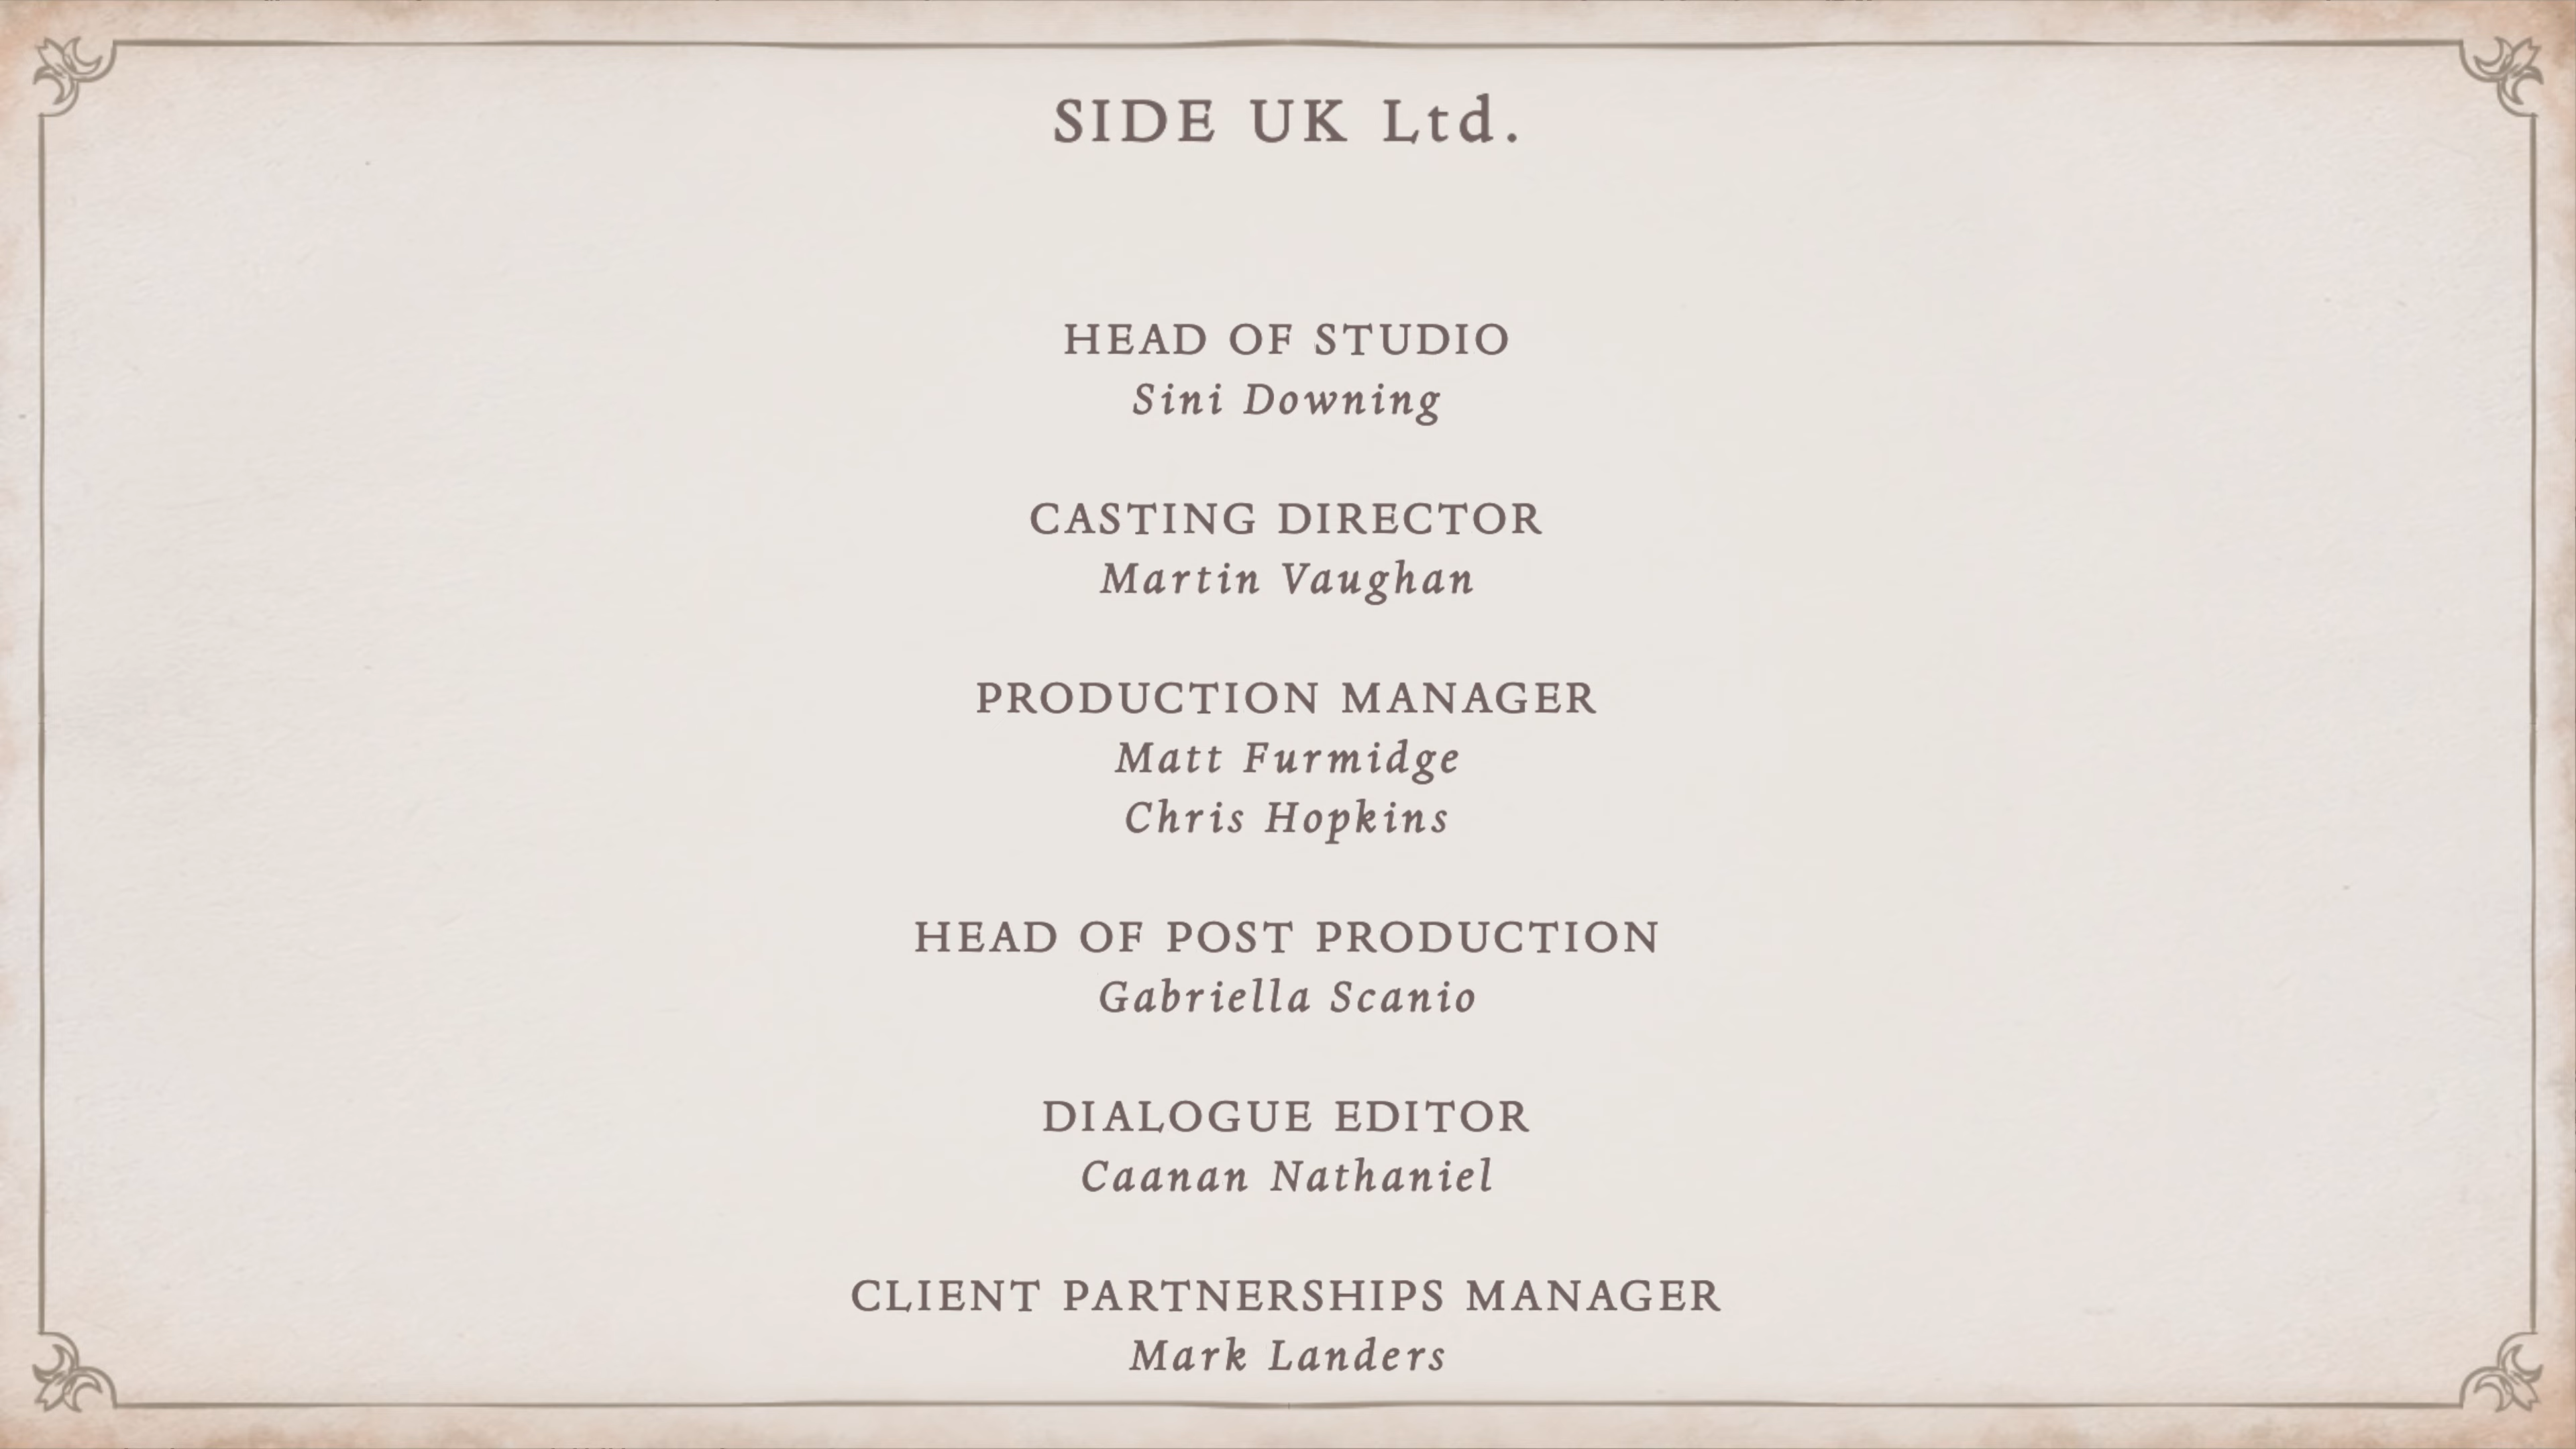 SIDE UK Ltd.
HEAD OF STUDIO
Sini Downing
CASTING DIRECTOR
Martin Vaughan
PRODUCTION MANAGER
Matt Furmidge
Chris Hopkins
HEAD OF POST PRODUCTION
Gabriella Scanio
DIALOGUE EDITOR
Caanan Nathaniel
CLIENT PARTNERSHIPS MANAGER
Mark Landers